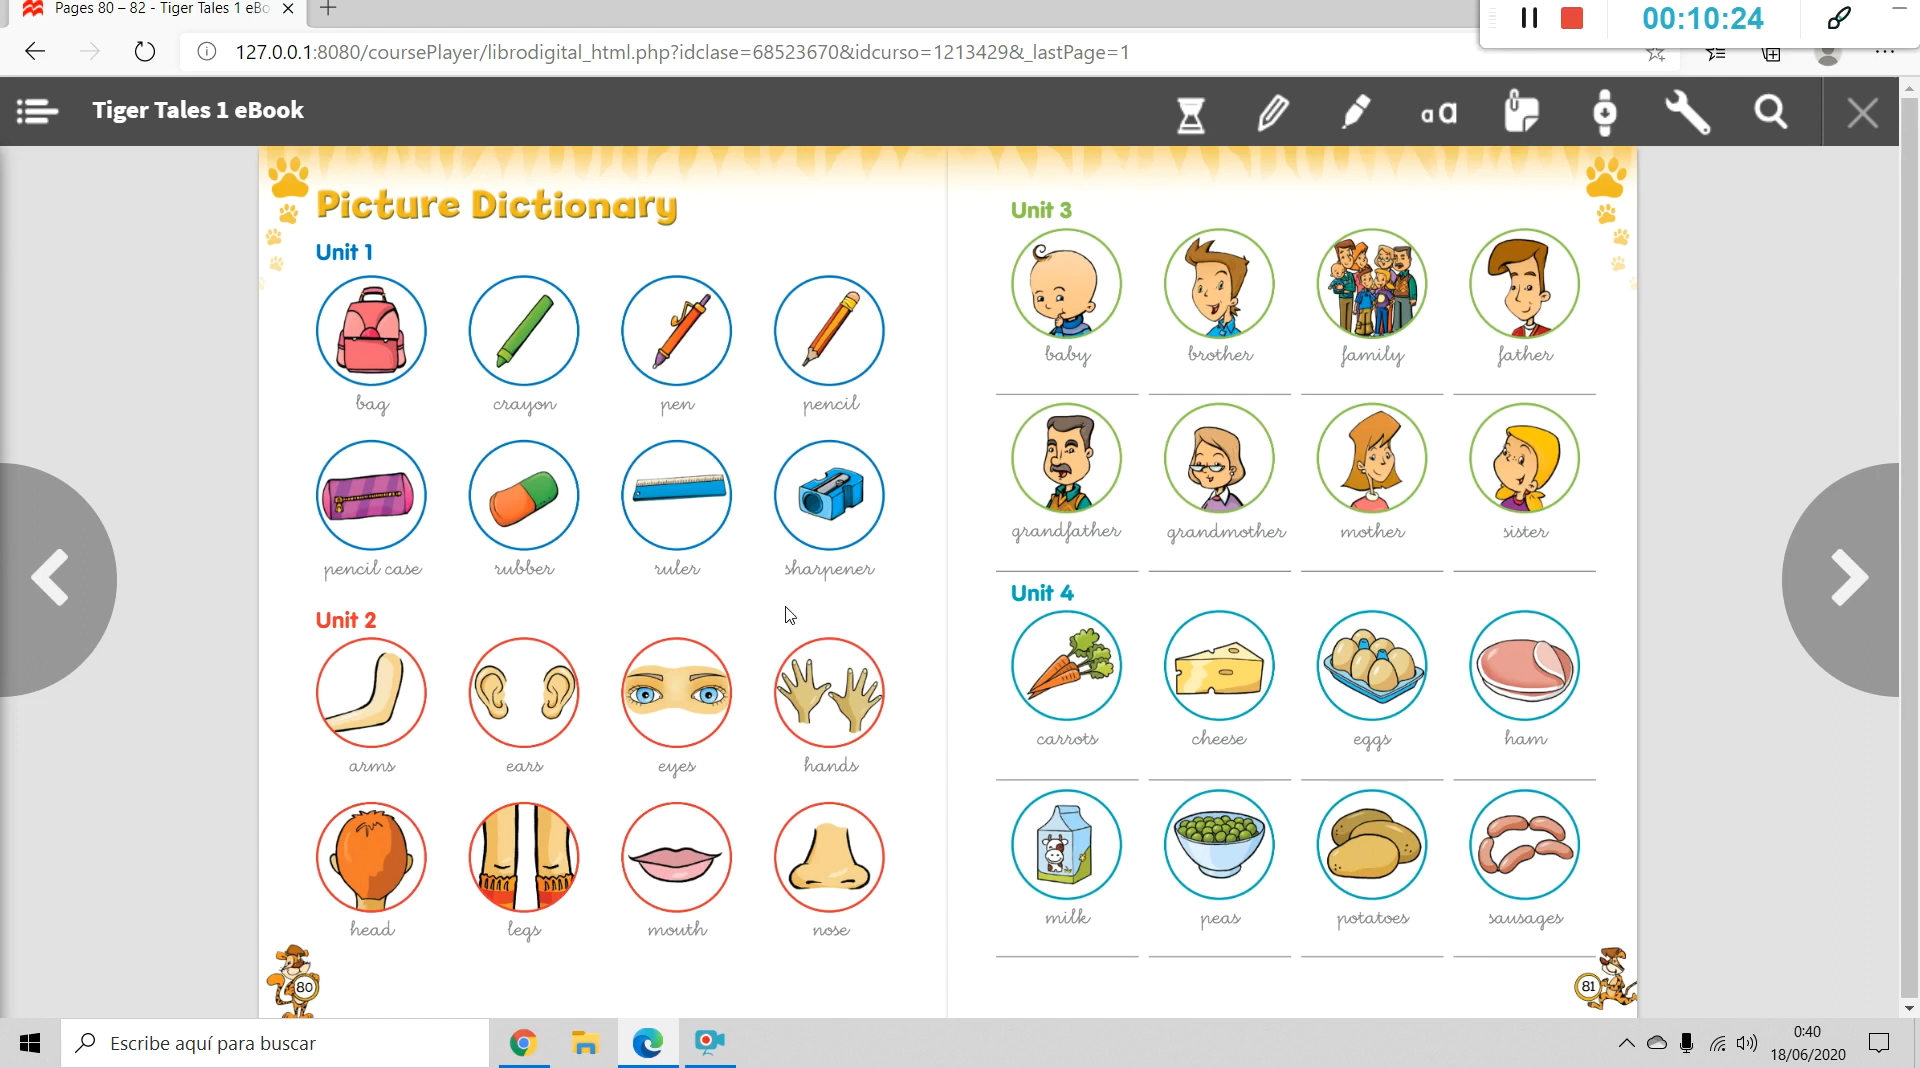 Pages 80 – 82 - Tiger Tales 1 eBo
00:10:24
127.0.0.1:8080/coursePlayer/librodigital_html.php?idclase=68523670&idcurso=1213429&_lastPage=1
Tiger Tales 1 eBook
a a
Picture Dictionary
Unit 1
bag crayon pen pencil
pencil case rubber ruler sharpener
Unit 2
arms ears eyes hands
head legs mouth nose
80
Unit 3
baby brother family father
grandfather grandmother mother sister
Unit 4
carrots cheese eggs ham
milk peas potatoes sausages
81
Escribe aquí para buscar
0:40
18/06/2020